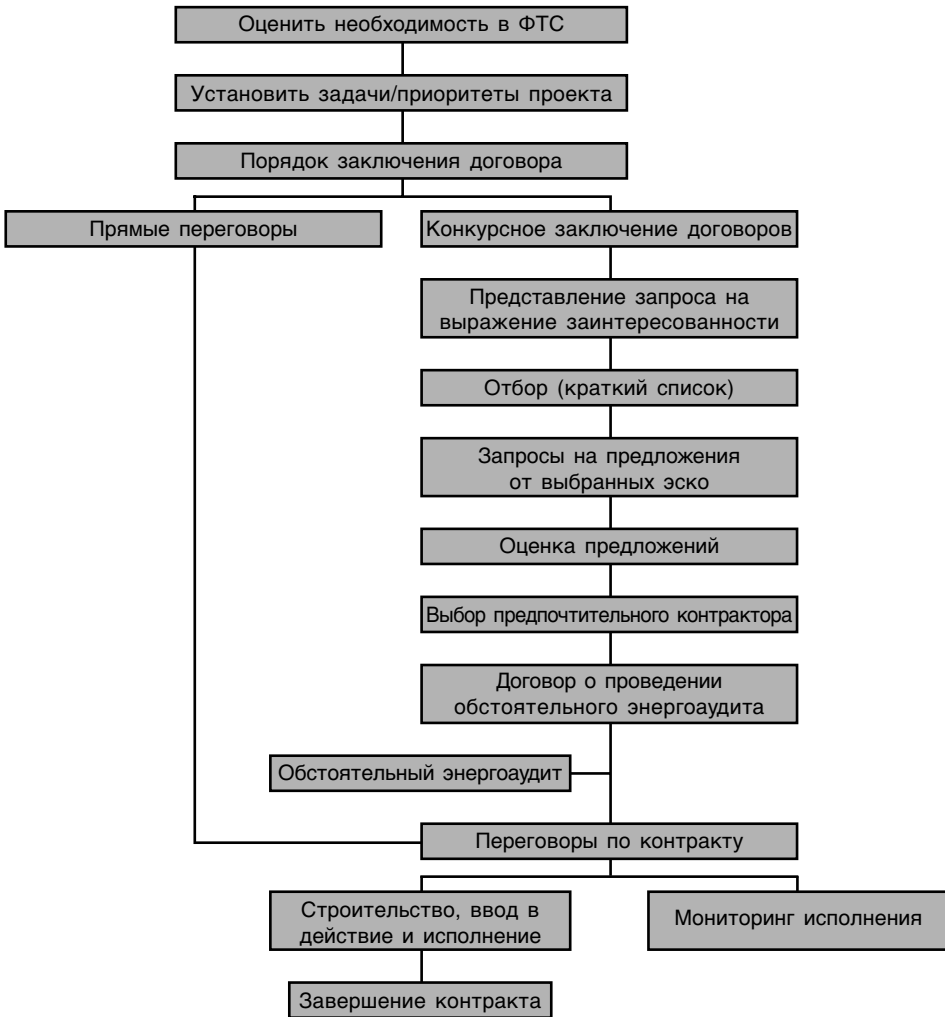 Оценить необходимость в ФТС
Установить задачи/приоритеты проекта
Порядок заключения договора
Прямые переговоры
Конкурсное заключение договоров
Представление запроса на
выражение заинтересованности
Отбор (краткий список)
Запросы на предложения
от выбранных эско
Оценка предложений
Выбор предпочтительного контрактора
Договор о проведении
обстоятельного энергоаудита
Обстоятельный энергоаудит
Переговоры по контракту
Строительство, ввод в
действие и исполнение
Мониторинг исполнения
Завершение контракта